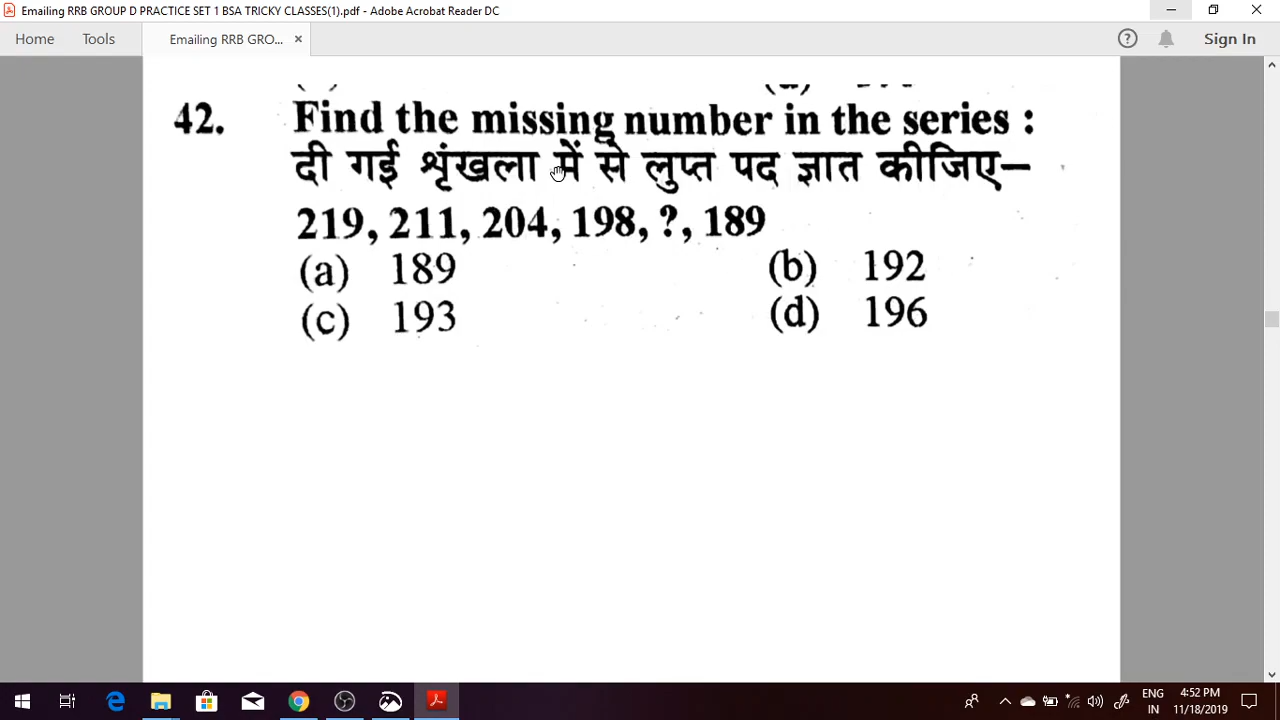 Emailing RRB GROUP D PRACTICE SET 1 BSA TRICKY CLASSES(1).pdf - Adobe Acrobat Reader DC
Home Tools Emailing RRB GRO... Sign In
42. Find the missing number in the series :
दी गई शृंखला में से लुप्त पद ज्ञात कीजिए–
219, 211, 204, 198, ?, 189
(a) 189 (b) 192
(c) 193 (d) 196
ENG 4:52 PM
IN 11/18/2019